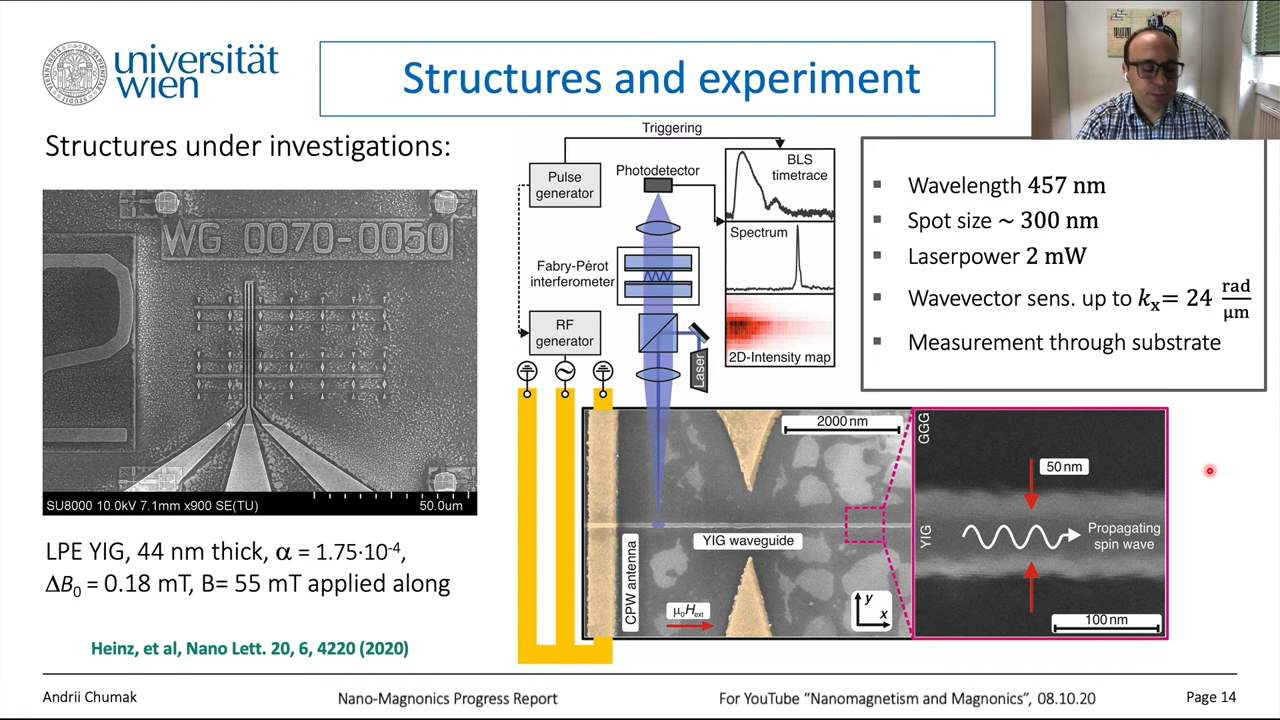 universität
wien
Structures and experiment
Structures under investigations:
WG 0070-0050
SU8000 10.0kV 7.1mm x900 SE(TU)
50.0um
LPE YIG, 44 nm thick, α = 1.75·10⁻⁴,
ΔB₀ = 0.18 mT, B= 55 mT applied along
Heinz, et al, Nano Lett. 20, 6, 4220 (2020)
Triggering
Pulse
generator
Photodetector
BLS
timetrace
Spectrum
Fabry-Pérot
interferometer
RF
generator
Laser
2D-Intensity map
2000 nm
CPW antenna
YIG waveguide
μ₀Hext
y
x
GGG
YIG
50 nm
Propagating
spin wave
100 nm
▪ Wavelength 457 nm
▪ Spot size ~ 300 nm
▪ Laserpower 2 mW
▪ Wavevector sens. up to kₓ= 24 rad/μm
▪ Measurement through substrate
Andrii Chumak
Nano-Magnonics Progress Report
For YouTube “Nanomagnetism and Magnonics”, 08.10.20
Page 14